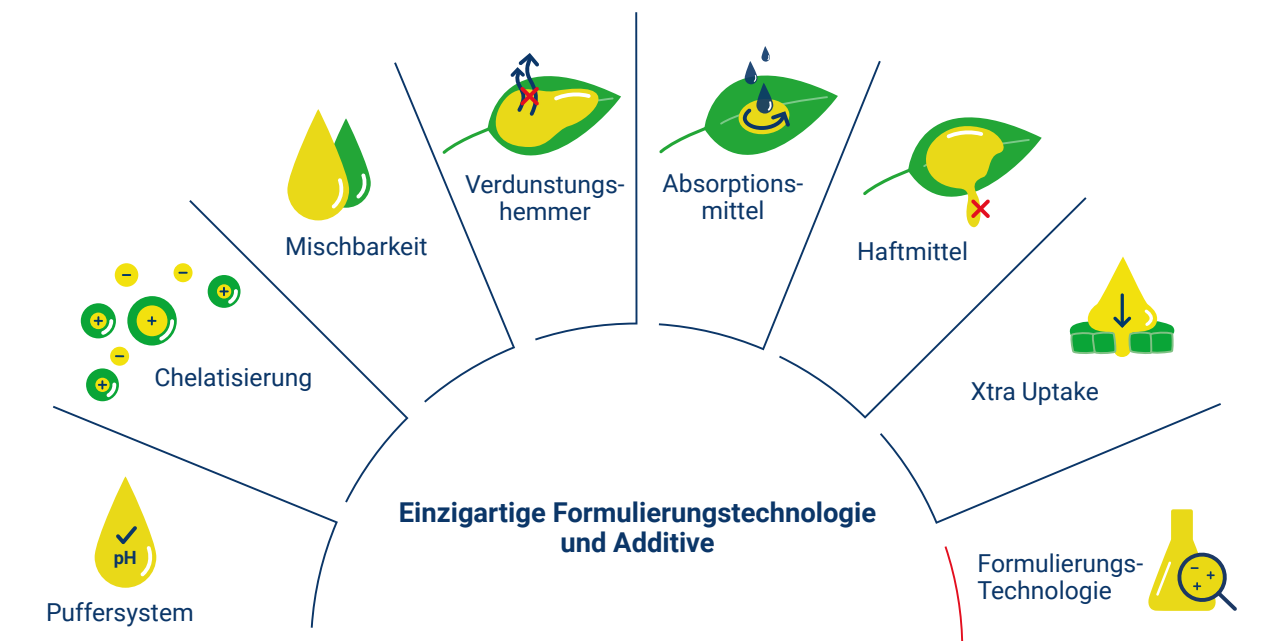 Verdunstungs-
hemmer
Absorptions-
mittel
Mischbarkeit
Haftmittel
− −
+
+ +
−
+
Chelatisierung
Xtra Uptake
Einzigartige Formulierungstechnologie
und Additive
pH
Puffersystem
Formulierungs-
Technologie
− +
+